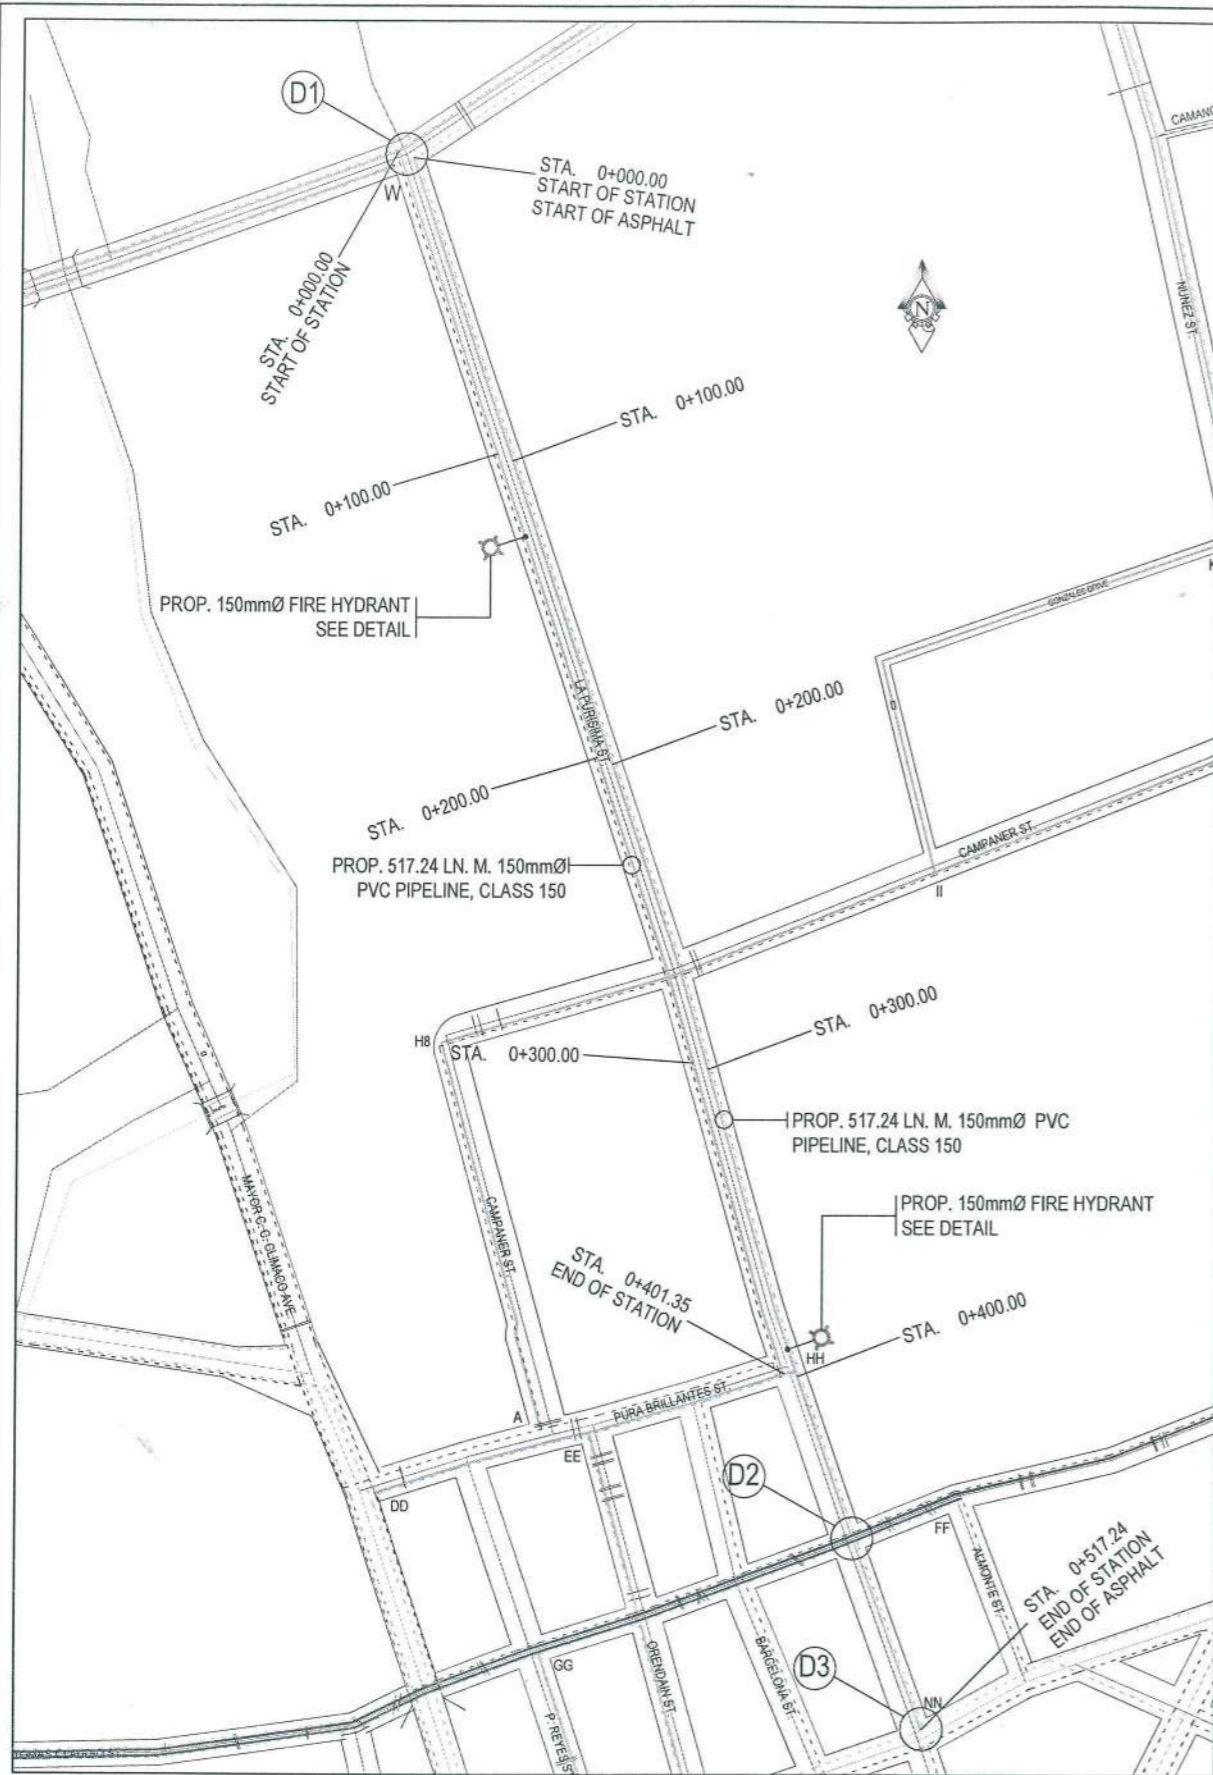 D1
CAMANO
STA. 0+000.00
START OF STATION
START OF ASPHALT
W
STA. 0+000.00
START OF STATION
N
NUNEZ ST.
STA. 0+100.00
STA. 0+100.00
PROP. 150mmØ FIRE HYDRANT
SEE DETAIL
K
GONZALES DRIVE
LA PURISIMA ST.
STA. 0+200.00
STA. 0+200.00
PROP. 517.24 LN. M. 150mmØ
PVC PIPELINE, CLASS 150
CAMPANER ST.
II
STA. 0+300.00
H8
STA. 0+300.00
PROP. 517.24 LN. M. 150mmØ PVC
PIPELINE, CLASS 150
MAYOR C. C. CLIMACO AVE.
CAMPANER ST.
PROP. 150mmØ FIRE HYDRANT
SEE DETAIL
STA. 0+401.35
END OF STATION
STA. 0+400.00
HH
A
PURA BRILLANTES ST.
EE
DD
D2
FF
ALMONTE ST.
STA. 0+517.24
END OF STATION
END OF ASPHALT
GG
ORENDAIN ST.
BARCELONA ST.
D3
NN
P. REYES ST.